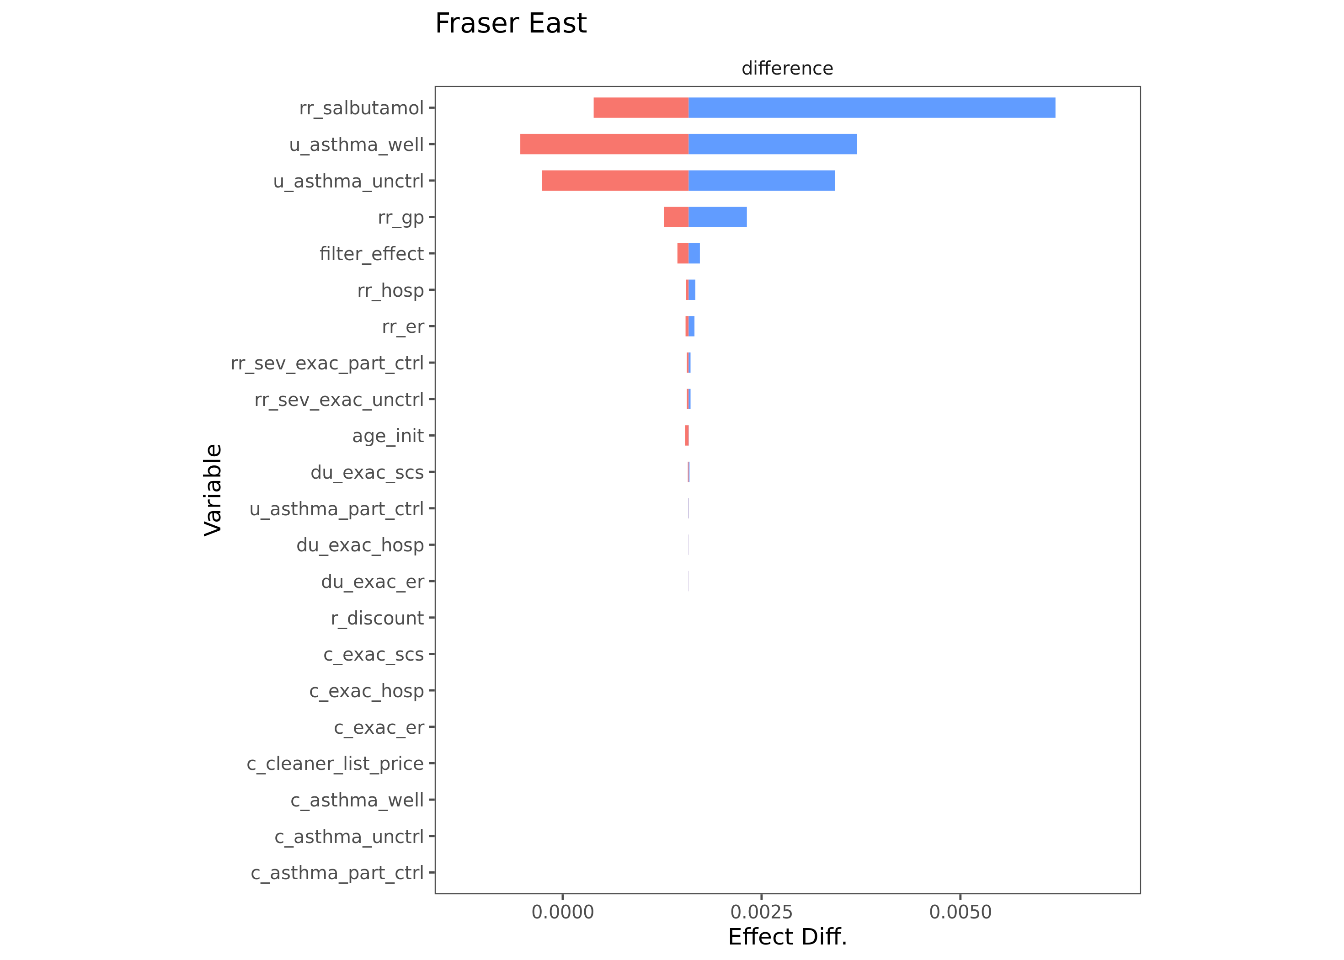 Fraser East
difference
rr_salbutamol
u_asthma_well
u_asthma_unctrl
rr_gp
filter_effect
rr_hosp
rr_er
rr_sev_exac_part_ctrl
rr_sev_exac_unctrl
age_init
du_exac_scs
u_asthma_part_ctrl
du_exac_hosp
du_exac_er
r_discount
c_exac_scs
c_exac_hosp
c_exac_er
c_cleaner_list_price
c_asthma_well
c_asthma_unctrl
c_asthma_part_ctrl
Variable
0.0000 0.0025 0.0050
Effect Diff.